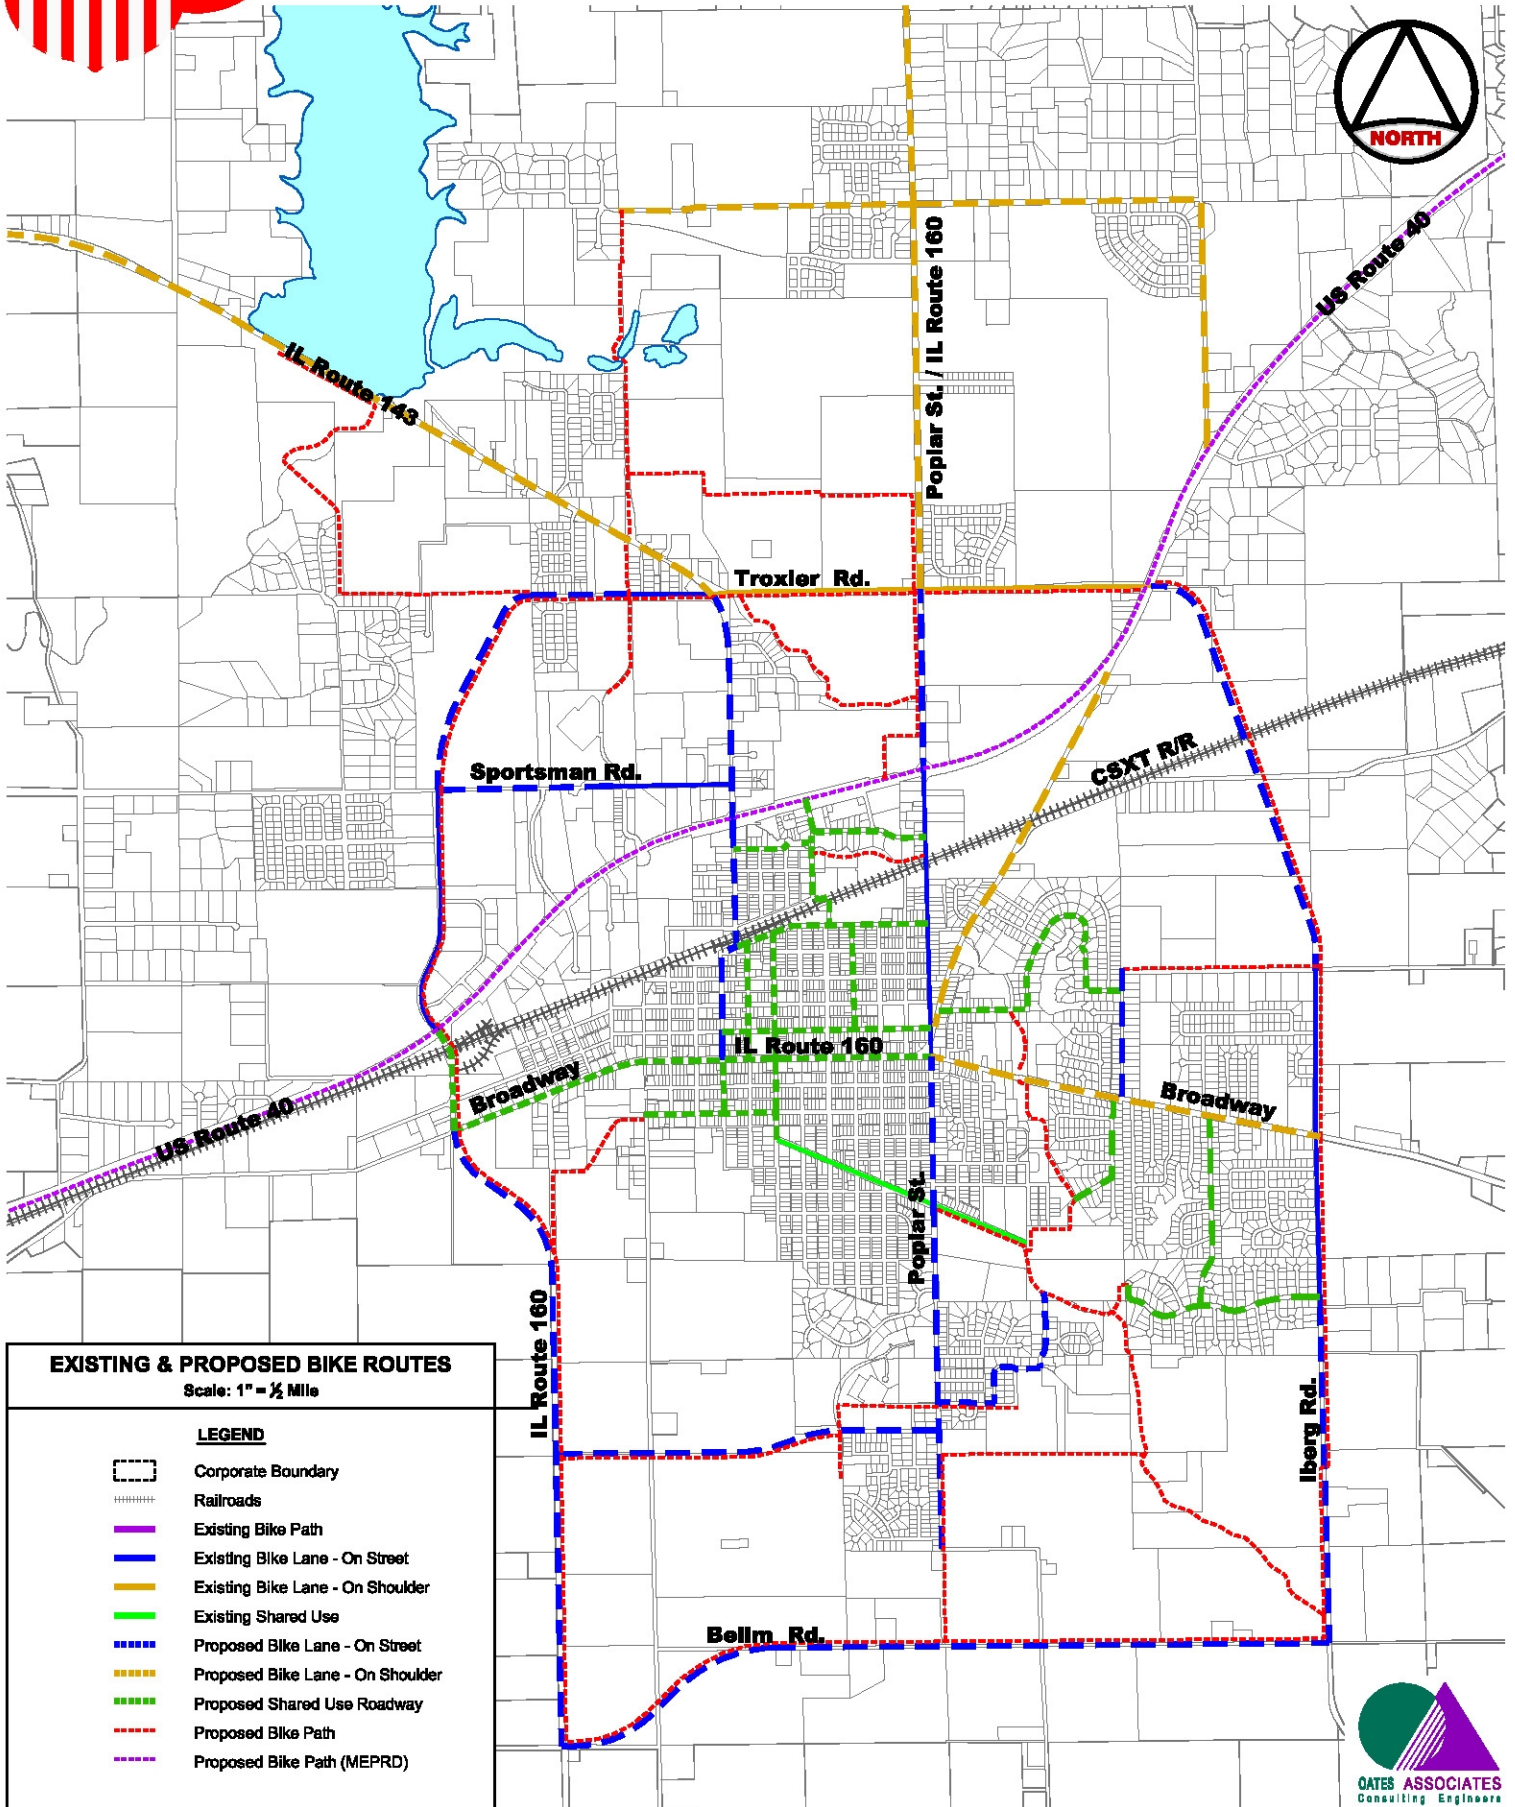 NORTH
US Route 40
Poplar St. / IL Route 160
IL Route 143
Troxler Rd.
Sportsman Rd.
CSXT R/R
IL Route 160
Broadway
Broadway
US Route 40
Poplar St.
IL Route 160
Iberg Rd.
Bellm Rd.
EXISTING & PROPOSED BIKE ROUTES
Scale: 1" = ½ Mile
LEGEND
Corporate Boundary
Railroads
Existing Bike Path
Existing Bike Lane - On Street
Existing Bike Lane - On Shoulder
Existing Shared Use
Proposed Bike Lane - On Street
Proposed Bike Lane - On Shoulder
Proposed Shared Use Roadway
Proposed Bike Path
Proposed Bike Path (MEPRD)
OATES ASSOCIATES
Consulting Engineers